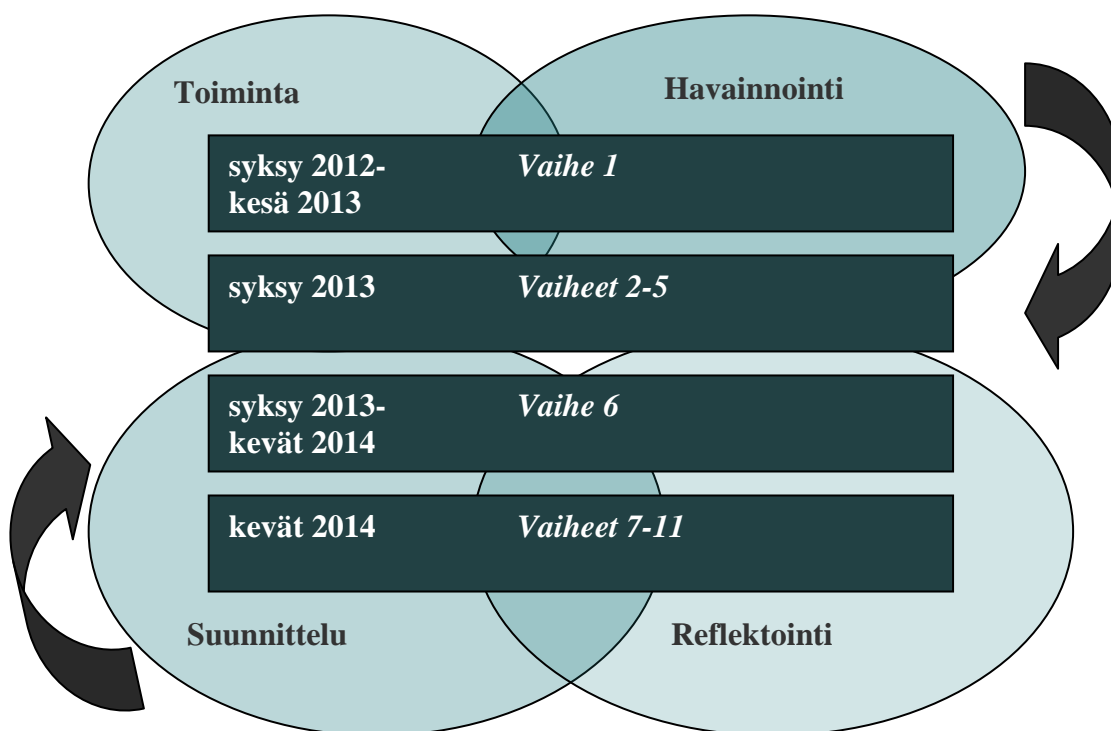 Toiminta
Havainnointi
syksy 2012-
kesä 2013
Vaihe 1
syksy 2013
Vaiheet 2-5
syksy 2013-
kevät 2014
Vaihe 6
kevät 2014
Vaiheet 7-11
Suunnittelu
Reflektointi